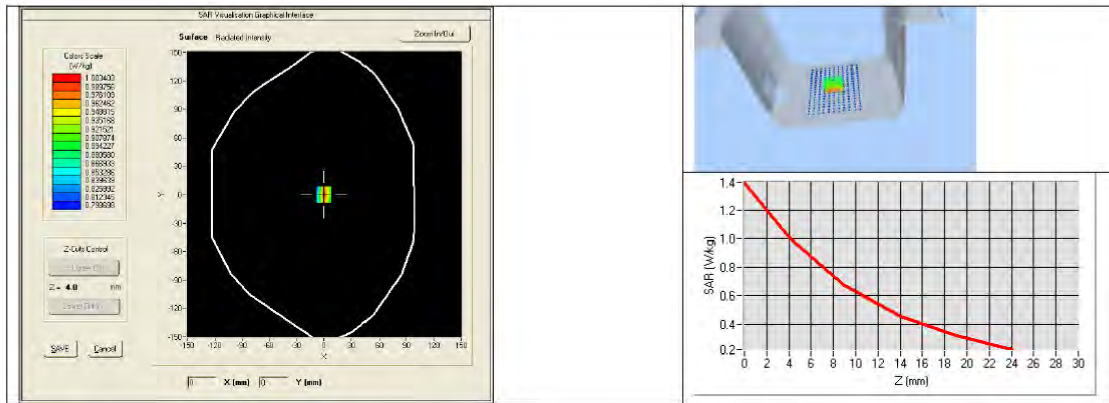 SAR Visualisation Graphical Interface
Surface Radiated Intensity
Zoom In/Out
Colors Scale
(W/kg)
1.003403
0.989756
0.976109
0.962462
0.948815
0.935168
0.921521
0.907874
0.894227
0.880580
0.866933
0.853286
0.839639
0.825992
0.812345
0.798698
Z-Cuts Control
Z = 4.0 mm
SAVE Cancel
150
120
90
60
30
0
-30
-60
-90
-120
-150
Y
-150 -120 -90 -60 -30 0 30 60 90 120 150
X
0 X (mm) 0 Y (mm)
1.4
1.2
1.0
0.8
0.6
0.4
0.2
SAR (W/kg)
0 2 4 6 8 10 12 14 16 18 20 22 24 26 28 30
Z (mm)